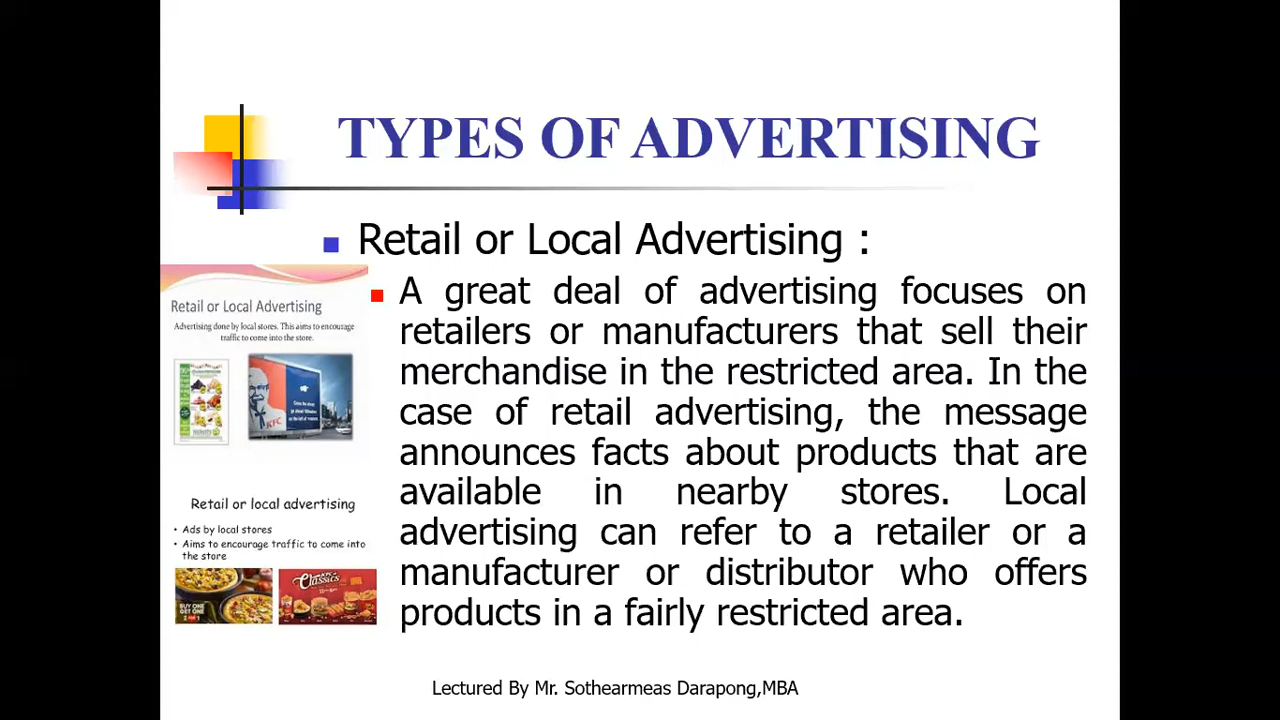 TYPES OF ADVERTISING
Retail or Local Advertising :
A great deal of advertising focuses on
retailers or manufacturers that sell their
merchandise in the restricted area. In the
case of retail advertising, the message
announces facts about products that are
available in nearby stores. Local
advertising can refer to a retailer or a
manufacturer or distributor who offers
products in a fairly restricted area.
Retail or Local Advertising
Advertising done by local stores. This aims to encourage
traffic to come into the store.
KFC
Retail or local advertising
• Ads by local stores
• Aims to encourage traffic to come into
the store
BUY ONE
GET ONE
Classics
Lectured By Mr. Sothearmeas Darapong,MBA